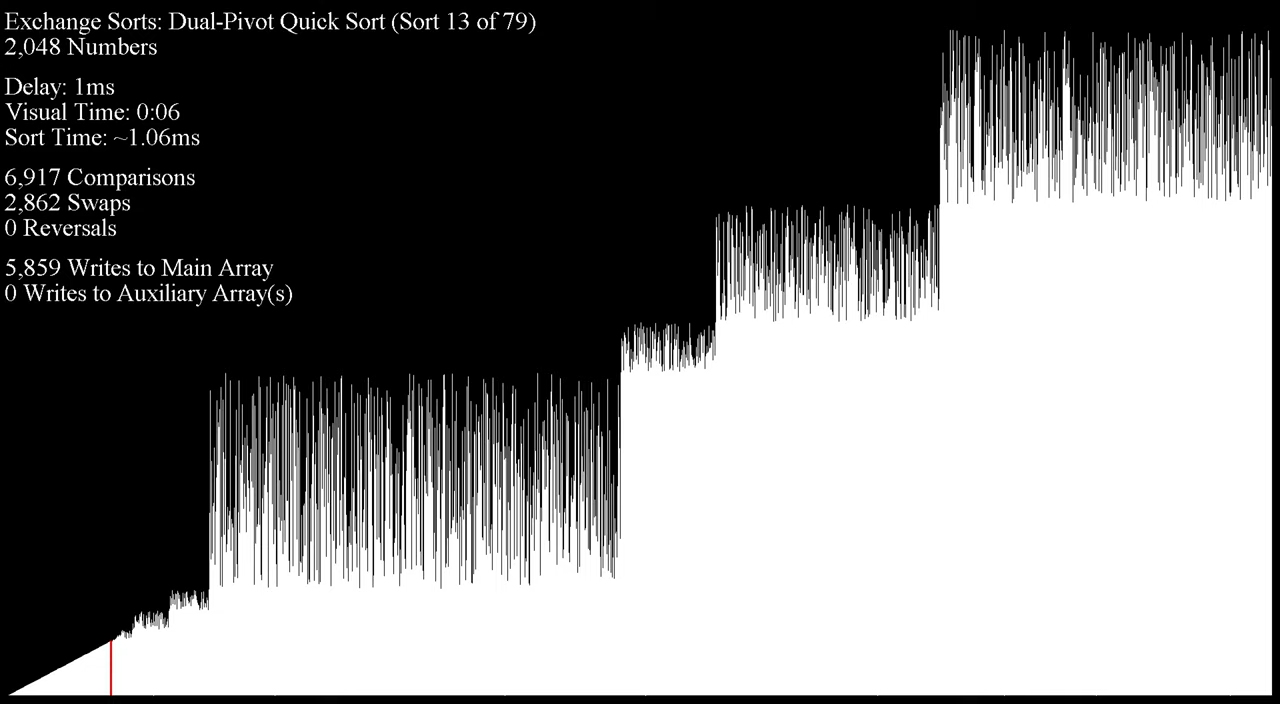 Exchange Sorts: Dual-Pivot Quick Sort (Sort 13 of 79)
2,048 Numbers
Delay: 1ms
Visual Time: 0:06
Sort Time: ~1.06ms
6,917 Comparisons
2,862 Swaps
0 Reversals
5,859 Writes to Main Array
0 Writes to Auxiliary Array(s)